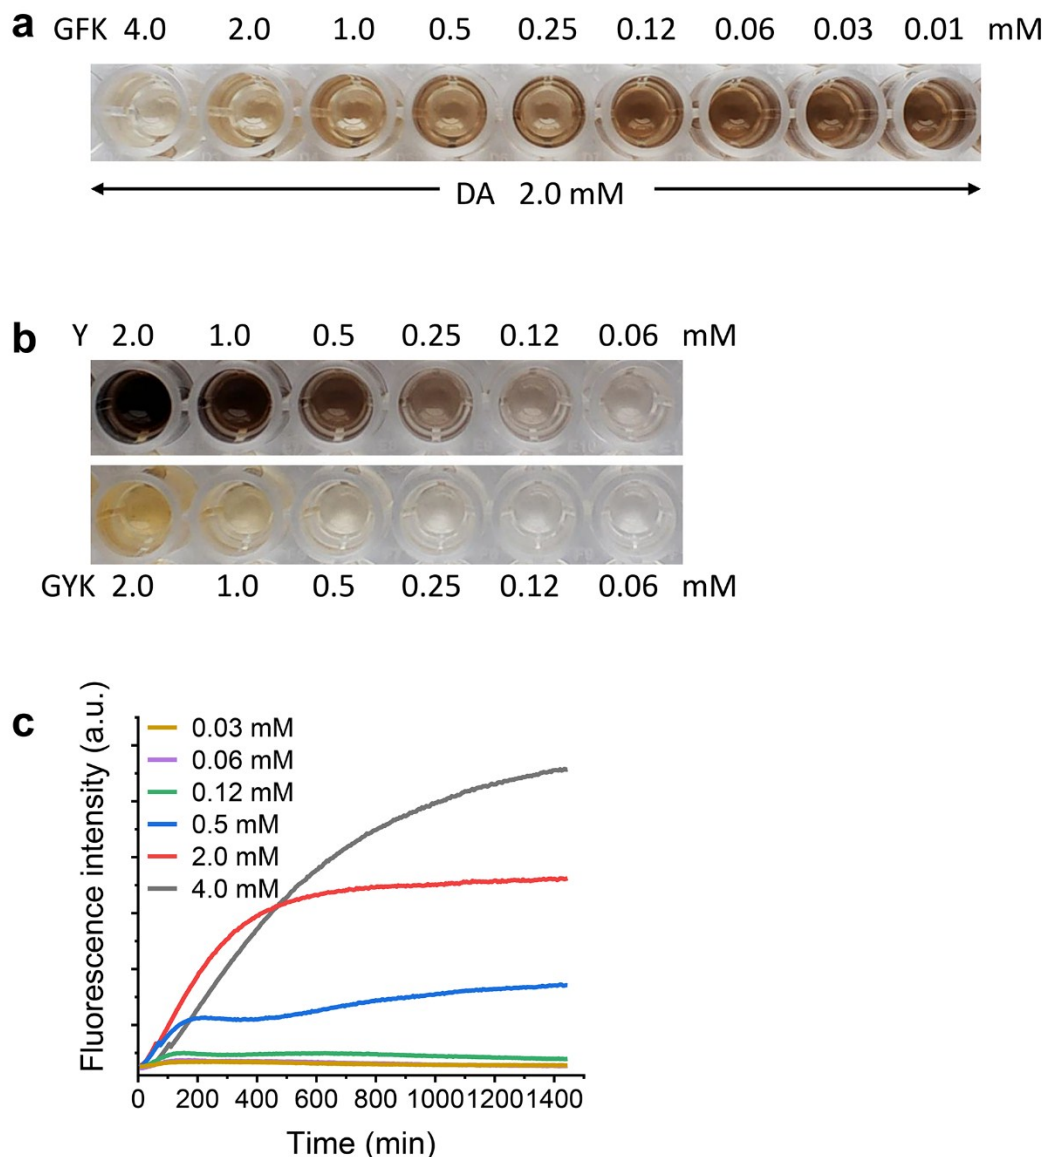 a
GFK 4.0 2.0 1.0 0.5 0.25 0.12 0.06 0.03 0.01 mM
DA 2.0 mM
b
Y 2.0 1.0 0.5 0.25 0.12 0.06 mM
GYK 2.0 1.0 0.5 0.25 0.12 0.06 mM
c
Fluorescence intensity (a.u.)
0.03 mM
0.06 mM
0.12 mM
0.5 mM
2.0 mM
4.0 mM
0 200 400 600 800 1000 1200 1400
Time (min)